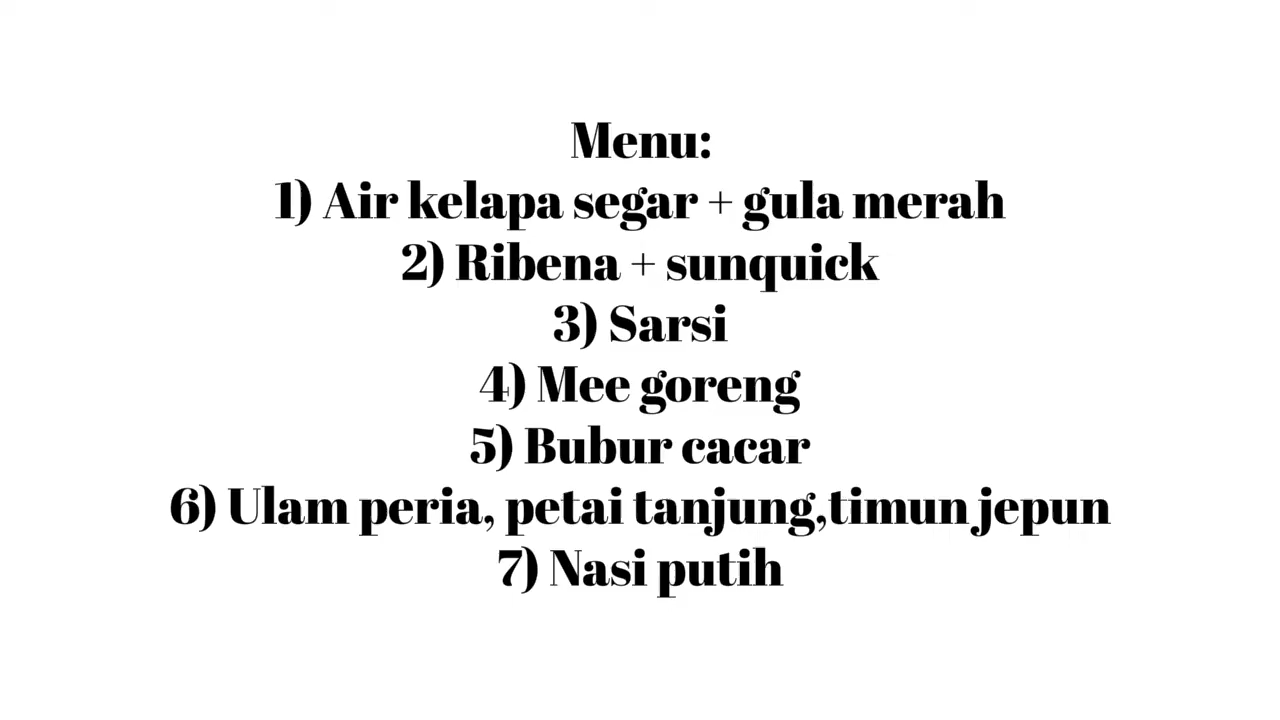 Menu:
1) Air kelapa segar + gula merah
2) Ribena + sunquick
3) Sarsi
4) Mee goreng
5) Bubur cacar
6) Ulam peria, petai tanjung,timun jepun
7) Nasi putih